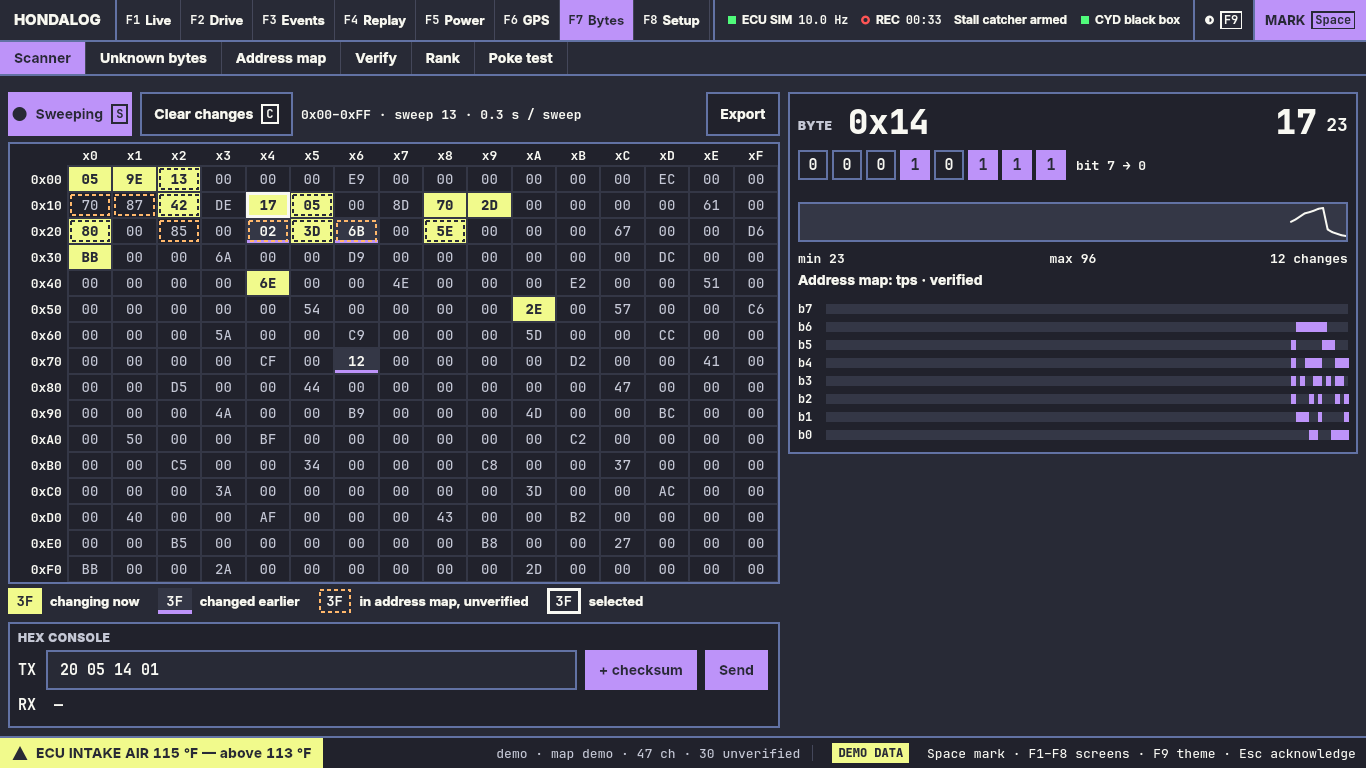 HONDALOG F1 Live F2 Drive F3 Events F4 Replay F5 Power F6 GPS F7 Bytes F8 Setup ECU SIM 10.0 Hz REC 00:33 Stall catcher armed CYD black box F9 MARK Space
Scanner Unknown bytes Address map Verify Rank Poke test
Sweeping S Clear changes C 0x00–0xFF · sweep 13 · 0.3 s / sweep Export
x0 x1 x2 x3 x4 x5 x6 x7 x8 x9 xA xB xC xD xE xF
0x00 05 9E 13 00 00 00 E9 00 00 00 00 00 00 EC 00 00
0x10 70 87 42 DE 17 05 00 8D 70 2D 00 00 00 00 61 00
0x20 80 00 85 00 02 3D 6B 00 5E 00 00 00 67 00 00 D6
0x30 BB 00 00 6A 00 00 D9 00 00 00 00 00 00 DC 00 00
0x40 00 00 00 00 6E 00 00 4E 00 00 00 E2 00 00 51 00
0x50 00 00 00 00 00 54 00 00 00 00 2E 00 57 00 00 C6
0x60 00 00 00 5A 00 00 C9 00 00 00 5D 00 00 CC 00 00
0x70 00 00 00 00 CF 00 12 00 00 00 00 D2 00 00 41 00
0x80 00 00 D5 00 00 44 00 00 00 00 00 00 47 00 00 00
0x90 00 00 00 4A 00 00 B9 00 00 00 4D 00 00 BC 00 00
0xA0 00 50 00 00 BF 00 00 00 00 00 00 C2 00 00 00 00
0xB0 00 00 C5 00 00 34 00 00 00 C8 00 00 37 00 00 00
0xC0 00 00 00 3A 00 00 00 00 00 00 3D 00 00 AC 00 00
0xD0 00 40 00 00 AF 00 00 00 43 00 00 B2 00 00 00 00
0xE0 00 00 B5 00 00 00 00 00 00 B8 00 00 27 00 00 00
0xF0 BB 00 00 2A 00 00 00 00 00 00 2D 00 00 00 00 00
3F changing now 3F changed earlier 3F in address map, unverified 3F selected
HEX CONSOLE
TX 20 05 14 01 + checksum Send
RX —
BYTE 0x14 17 23
0 0 0 1 0 1 1 1 bit 7 → 0
min 23 max 96 12 changes
Address map: tps · verified
b7
b6
b5
b4
b3
b2
b1
b0
ECU INTAKE AIR 115 °F — above 113 °F demo · map demo · 47 ch · 30 unverified DEMO DATA Space mark · F1–F8 screens · F9 theme · Esc acknowledge